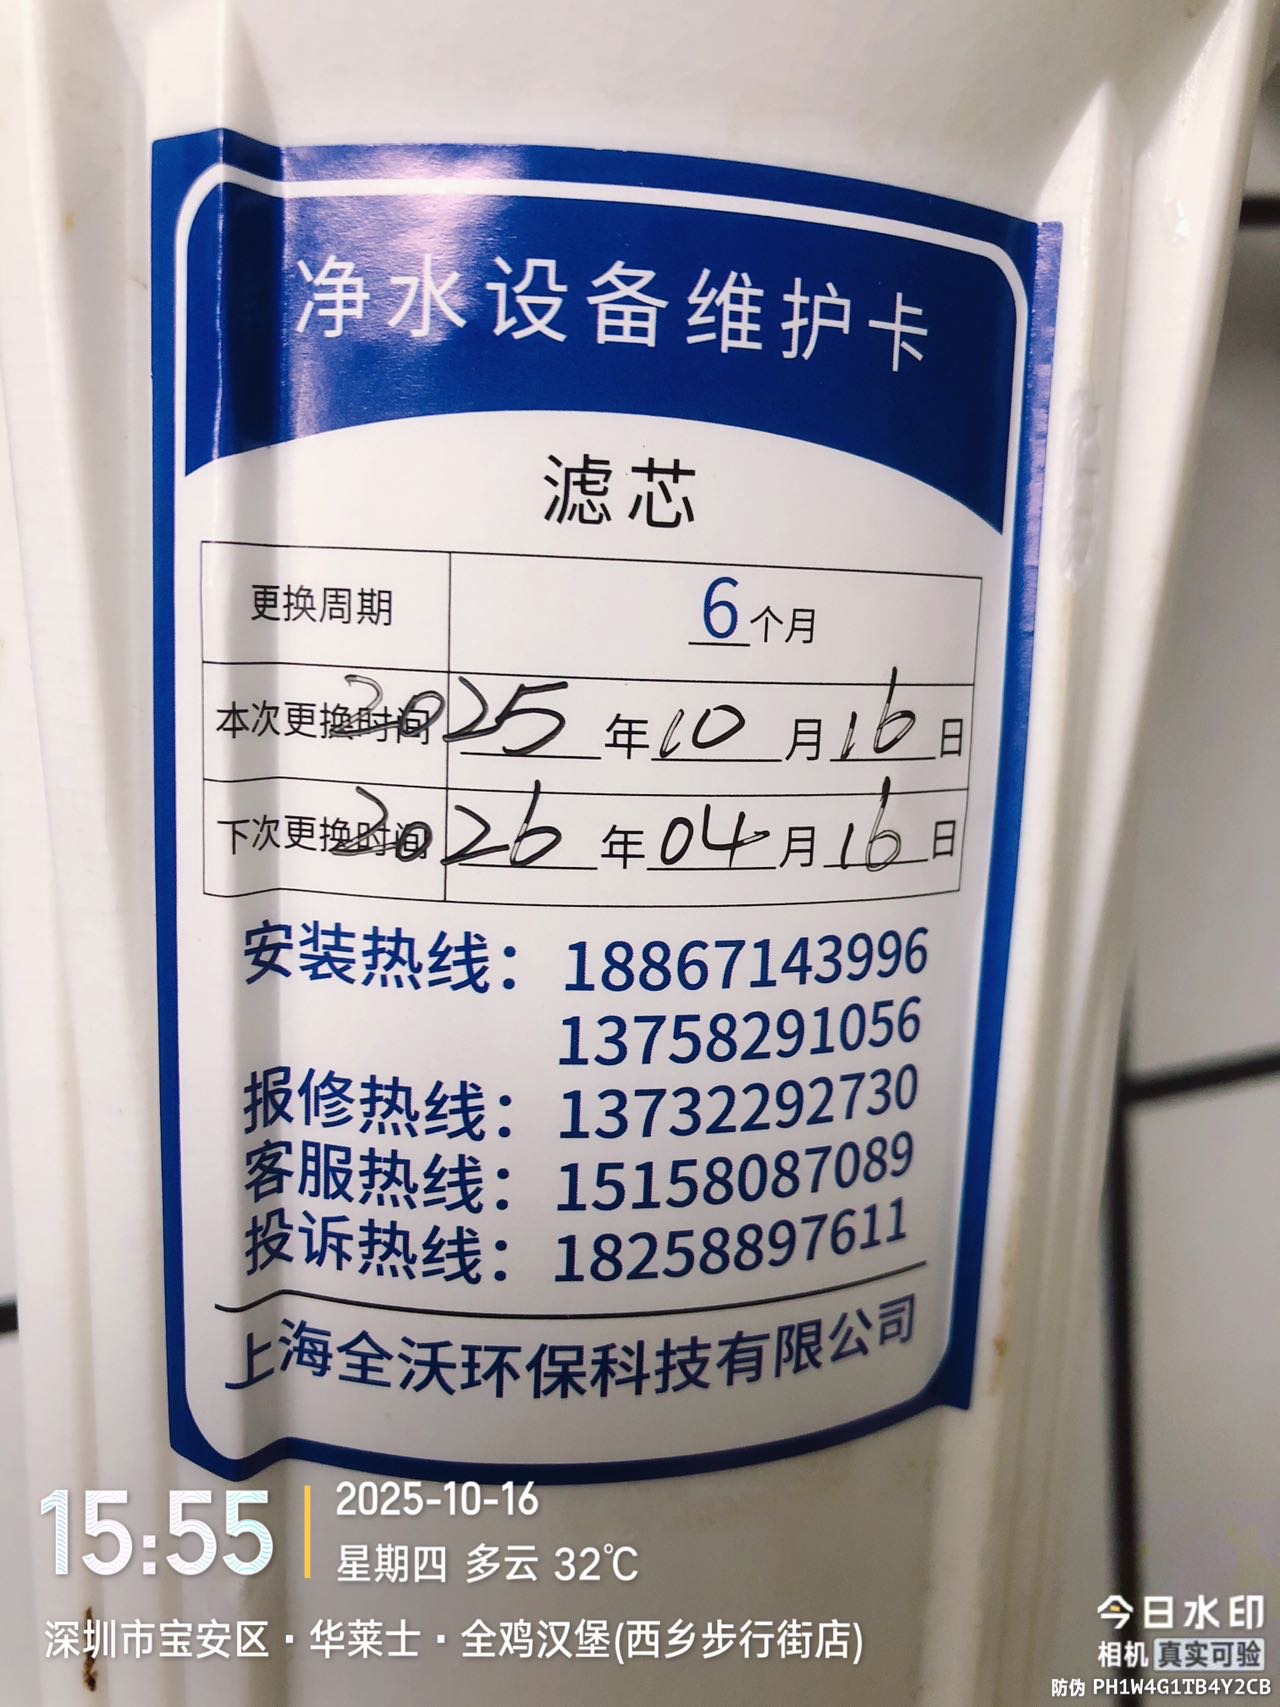 净水设备维护卡
滤芯
更换周期 6个月
本次更换时间 2025年10月16日
下次更换时间 2026年04月16日
安装热线：18867143996
13758291056
报修热线：13732292730
客服热线：15158087089
投诉热线：18258897611
上海全沃环保科技有限公司
15:55
2025-10-16
星期四 多云 32℃
深圳市宝安区·华莱士·全鸡汉堡(西乡步行街店)
今日水印
相机 真实可验
防伪 PH1W4G1TB4Y2CB